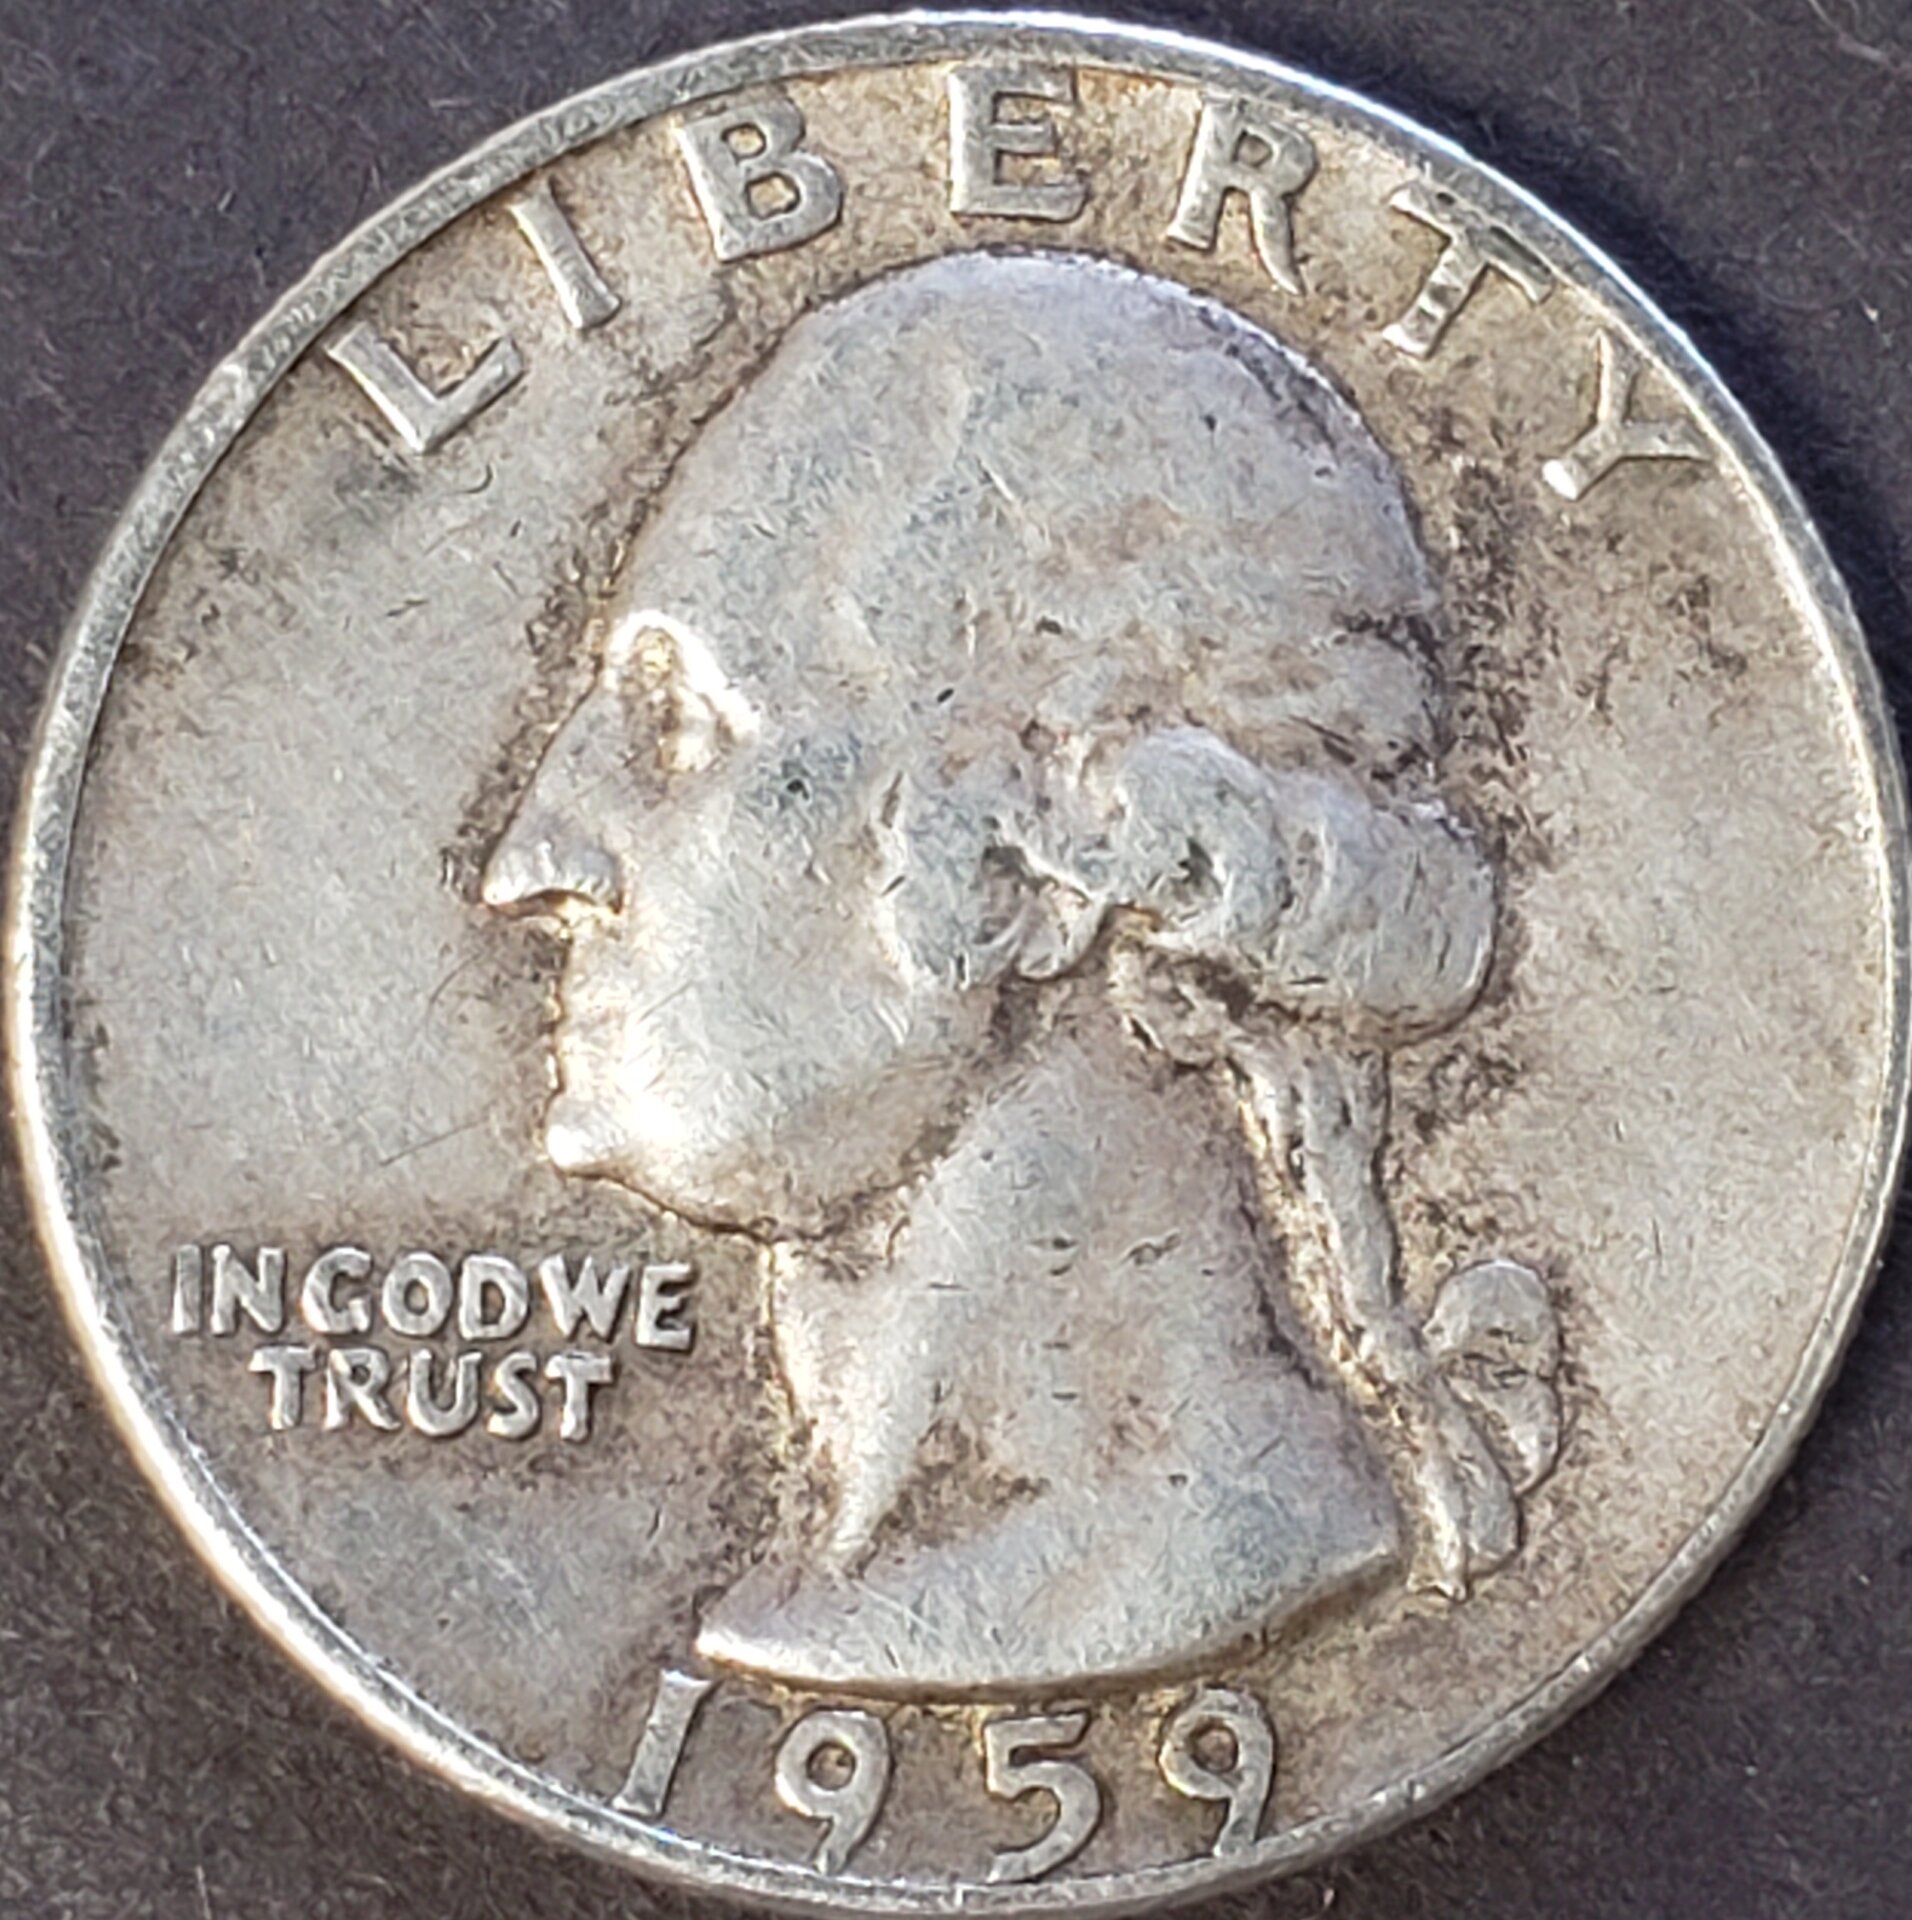 LIBERTY
IN GOD WE
TRUST
1959